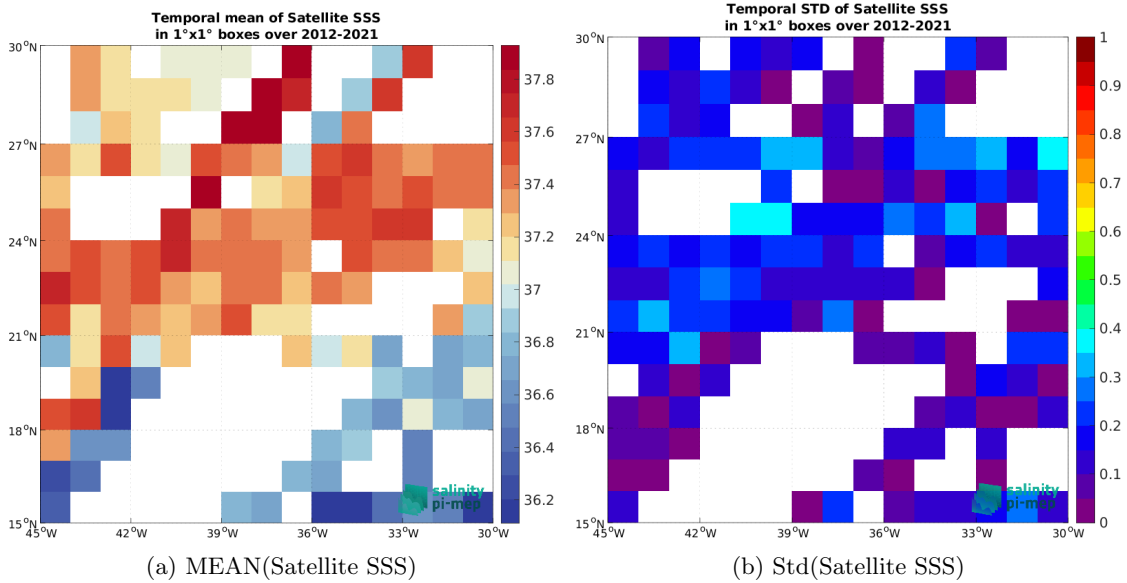 Temporal mean of Satellite SSS
in 1°x1° boxes over 2012-2021
30°N
27°N
24°N
21°N
18°N
15°N
45°W
42°W
39°W
36°W
33°W
30°W
37.8
37.6
37.4
37.2
37
36.8
36.6
36.4
36.2
salinity
pi-mep
(a) MEAN(Satellite SSS)
Temporal STD of Satellite SSS
in 1°x1° boxes over 2012-2021
30°N
27°N
24°N
21°N
18°N
15°N
45°W
42°W
39°W
36°W
33°W
30°W
1
0.9
0.8
0.7
0.6
0.5
0.4
0.3
0.2
0.1
0
salinity
pi-mep
(b) Std(Satellite SSS)